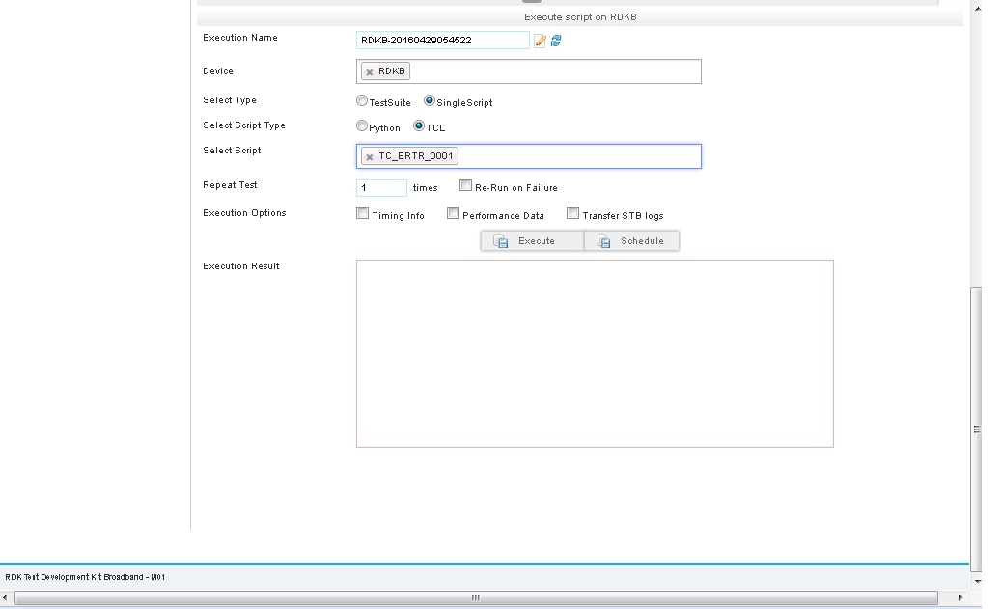 Execute script on RDKB
Execution Name RDKB-20160429054522
Device RDKB
Select Type TestSuite SingleScript
Select Script Type Python TCL
Select Script TC_ERTR_0001
Repeat Test 1 times Re-Run on Failure
Execution Options Timing Info Performance Data Transfer STB logs
Execute Schedule
Execution Result
RDK Test Development Kit Broadband - M01